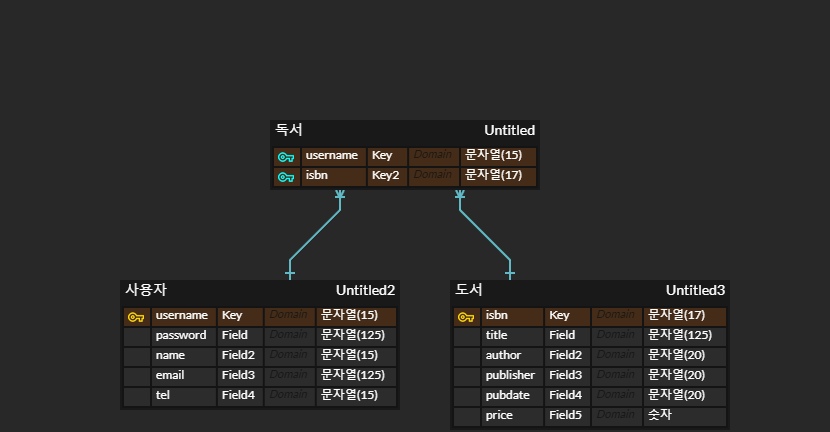 독서 Untitled
username Key Domain 문자열(15)
isbn Key2 Domain 문자열(17)
사용자 Untitled2
username Key Domain 문자열(15)
password Field Domain 문자열(125)
name Field2 Domain 문자열(15)
email Field3 Domain 문자열(125)
tel Field4 Domain 문자열(15)
도서 Untitled3
isbn Key Domain 문자열(17)
title Field Domain 문자열(125)
author Field2 Domain 문자열(20)
publisher Field3 Domain 문자열(20)
pubdate Field4 Domain 문자열(20)
price Field5 Domain 숫자